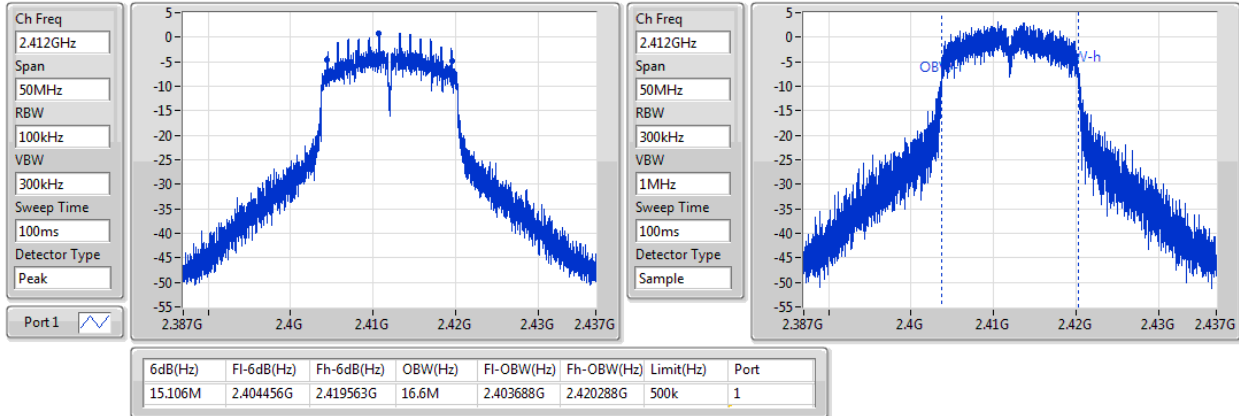 Ch Freq
2.412GHz
Span
50MHz
RBW
100kHz
VBW
300kHz
Sweep Time
100ms
Detector Type
Peak
Port 1
5
0
-5
-10
-15
-20
-25
-30
-35
-40
-45
-50
-55
2.387G 2.4G 2.41G 2.42G 2.43G 2.437G
Ch Freq
2.412GHz
Span
50MHz
RBW
300kHz
VBW
1MHz
Sweep Time
100ms
Detector Type
Sample
5
0
-5
-10
-15
-20
-25
-30
-35
-40
-45
-50
-55
2.387G 2.4G 2.41G 2.42G 2.43G 2.437G
6dB(Hz) Fl-6dB(Hz) Fh-6dB(Hz) OBW(Hz) Fl-OBW(Hz) Fh-OBW(Hz) Limit(Hz) Port
15.106M 2.404456G 2.419563G 16.6M 2.403688G 2.420288G 500k 1